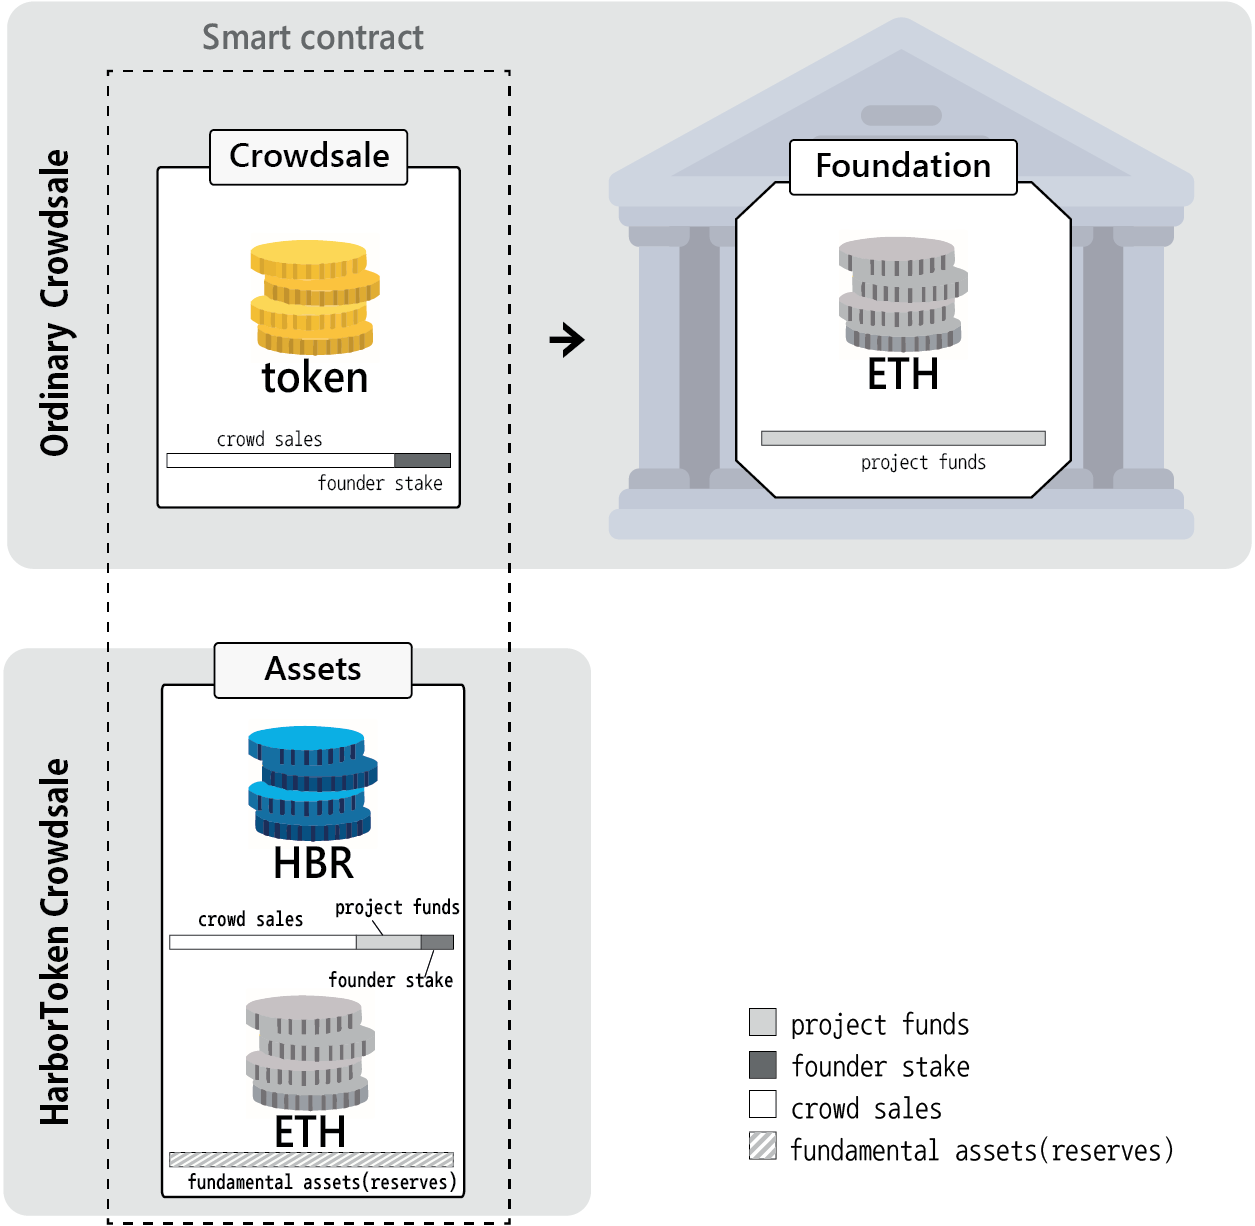 Smart contract
Ordinary Crowdsale
Crowdsale
token
crowd sales
founder stake
Foundation
ETH
project funds
HarborToken Crowdsale
Assets
HBR
project funds
crowd sales
founder stake
ETH
fundamental assets(reserves)
project funds
founder stake
crowd sales
fundamental assets(reserves)